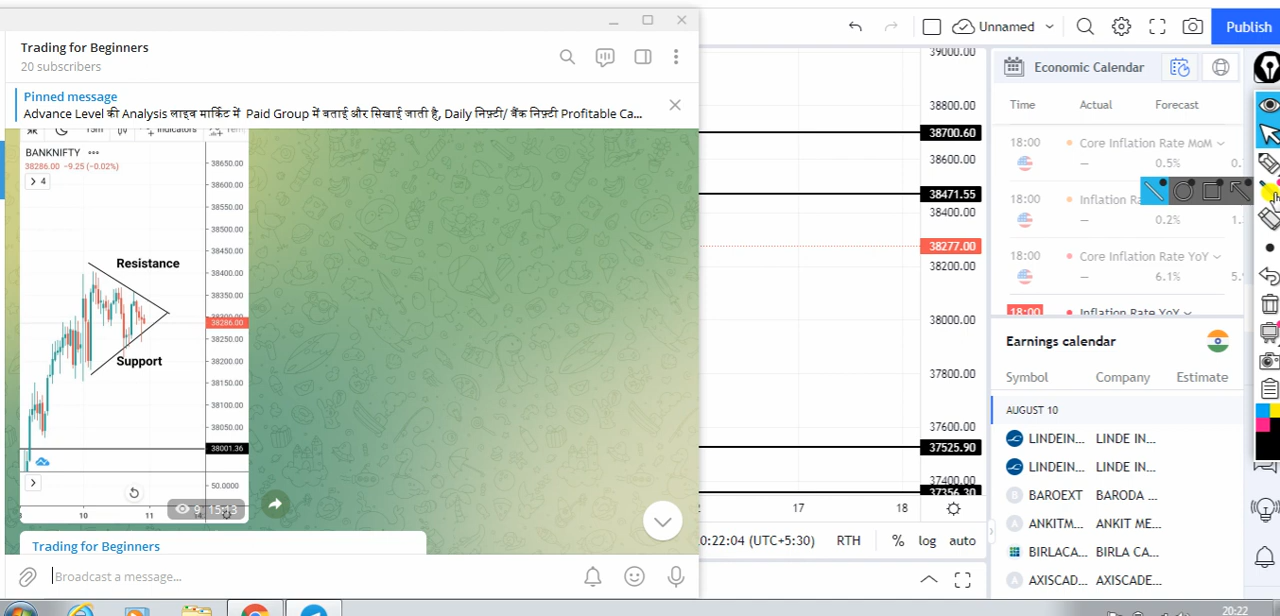 Trading for Beginners
20 subscribers
Pinned message
Advance Level की Analysis लाइव मार्किट में Paid Group में बताई और सिखाई जाती है, Daily निफ़्टी/ बैंक निफ़्टी Profitable Ca...
15m
Indicators
BANKNIFTY •••
38286.00 −9.25 (−0.02%)
4
38650.00
38600.00
38550.00
38500.00
38450.00
Resistance
38400.00
38350.00
38286.00
38250.00
Support
38200.00
38150.00
38100.00
38050.00
38001.36
50.0000
10
11
9 15:13
Trading for Beginners
Broadcast a message...
Unnamed
Publish
39000.00
38800.00
38700.60
38600.00
38471.55
38400.00
38277.00
38200.00
38000.00
37800.00
37600.00
37525.90
37400.00
37356.30
17
18
0:22:04 (UTC+5:30)
RTH
%
log
auto
Economic Calendar
Time Actual Forecast
18:00 Core Inflation Rate MoM
— 0.5%
18:00 Inflation
— 0.2%
18:00 Core Inflation Rate YoY
— 6.1%
18:00 Inflation Rate YoY
Earnings calendar
Symbol Company Estimate
AUGUST 10
LINDEIN... LINDE IN...
LINDEIN... LINDE IN...
BAROEXT BARODA ...
ANKITM... ANKIT ME...
BIRLACA... BIRLA CA...
AXISCAD... AXISCADE...
20:22